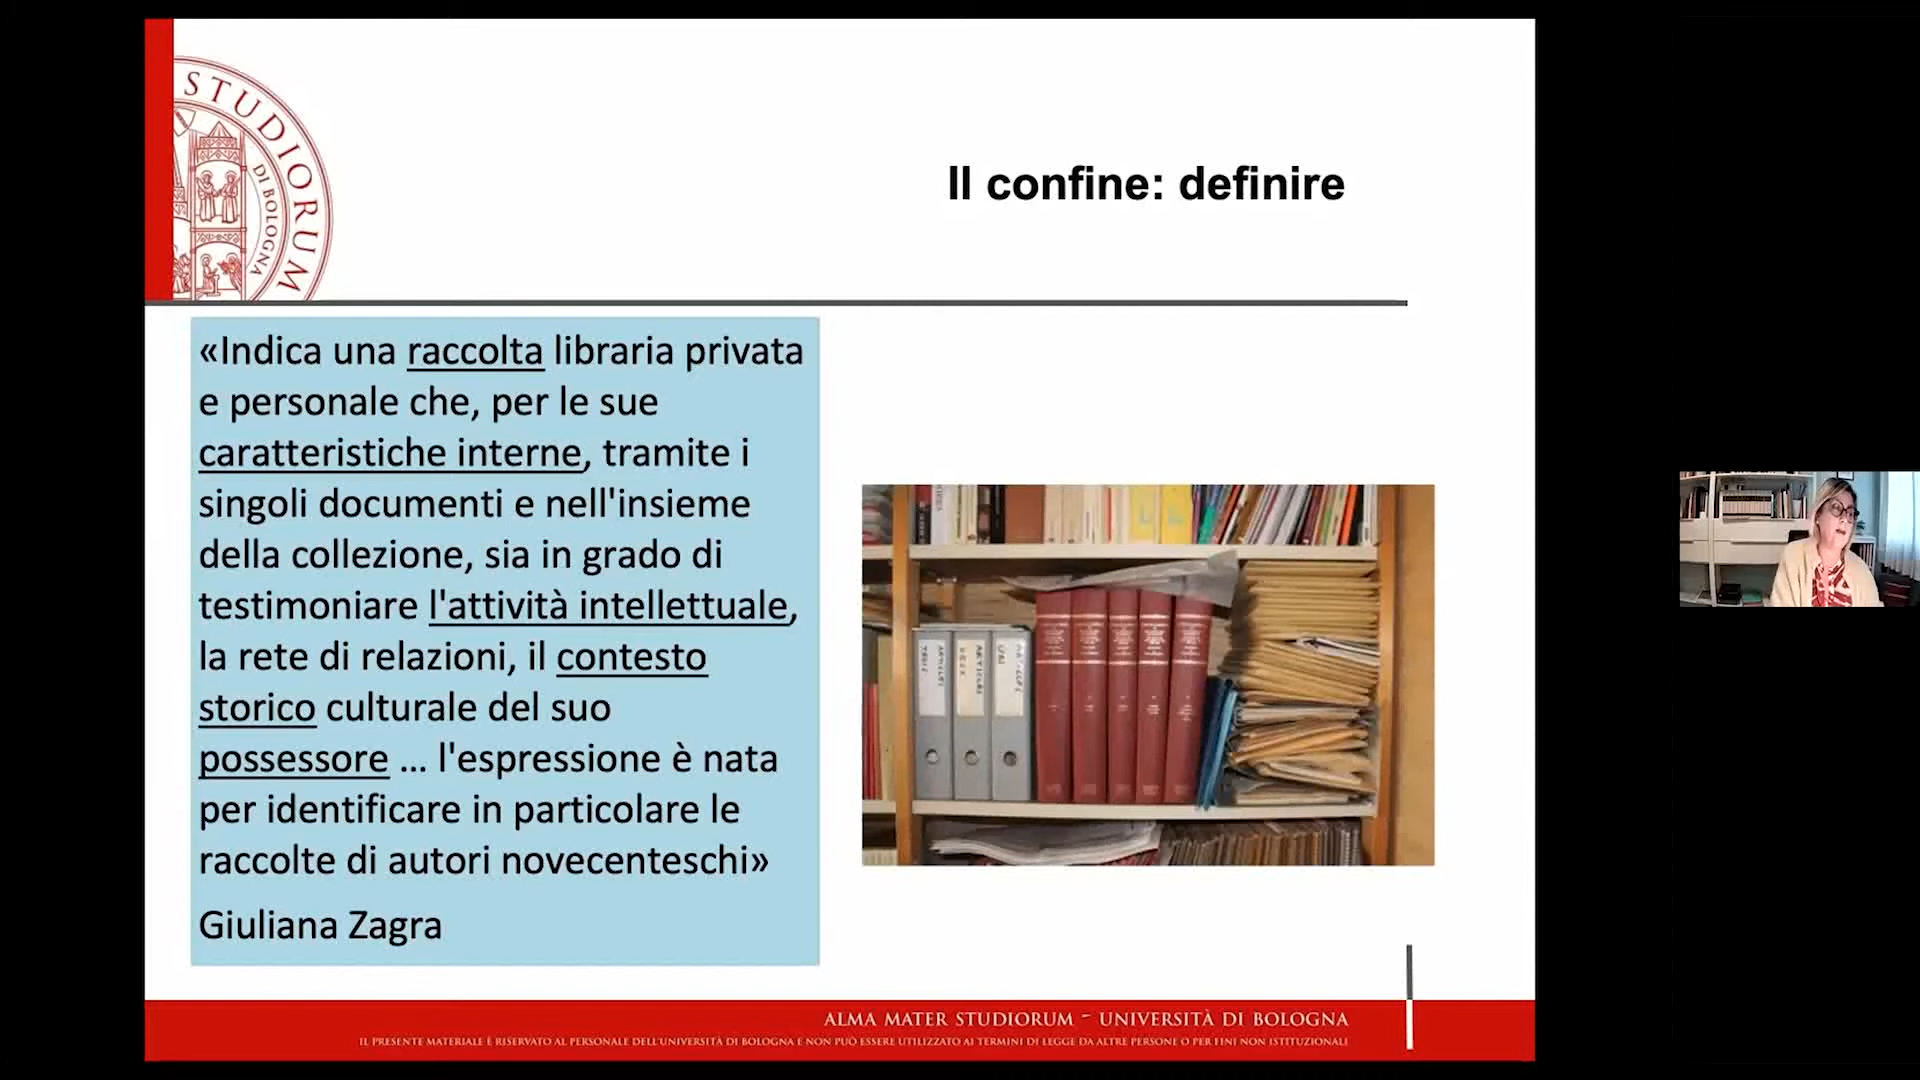 STUDIORUM
DI BOLOGNA
Il confine: definire
«Indica una raccolta libraria privata
e personale che, per le sue
caratteristiche interne, tramite i
singoli documenti e nell'insieme
della collezione, sia in grado di
testimoniare l'attività intellettuale,
la rete di relazioni, il contesto
storico culturale del suo
possessore ... l'espressione è nata
per identificare in particolare le
raccolte di autori novecenteschi»
Giuliana Zagra
ALMA MATER STUDIORUM - UNIVERSITÀ DI BOLOGNA
IL PRESENTE MATERIALE È RISERVATO AL PERSONALE DELL'UNIVERSITÀ DI BOLOGNA E NON PUÒ ESSERE UTILIZZATO AI TERMINI DI LEGGE DA ALTRE PERSONE O PER FINI NON ISTITUZIONALI